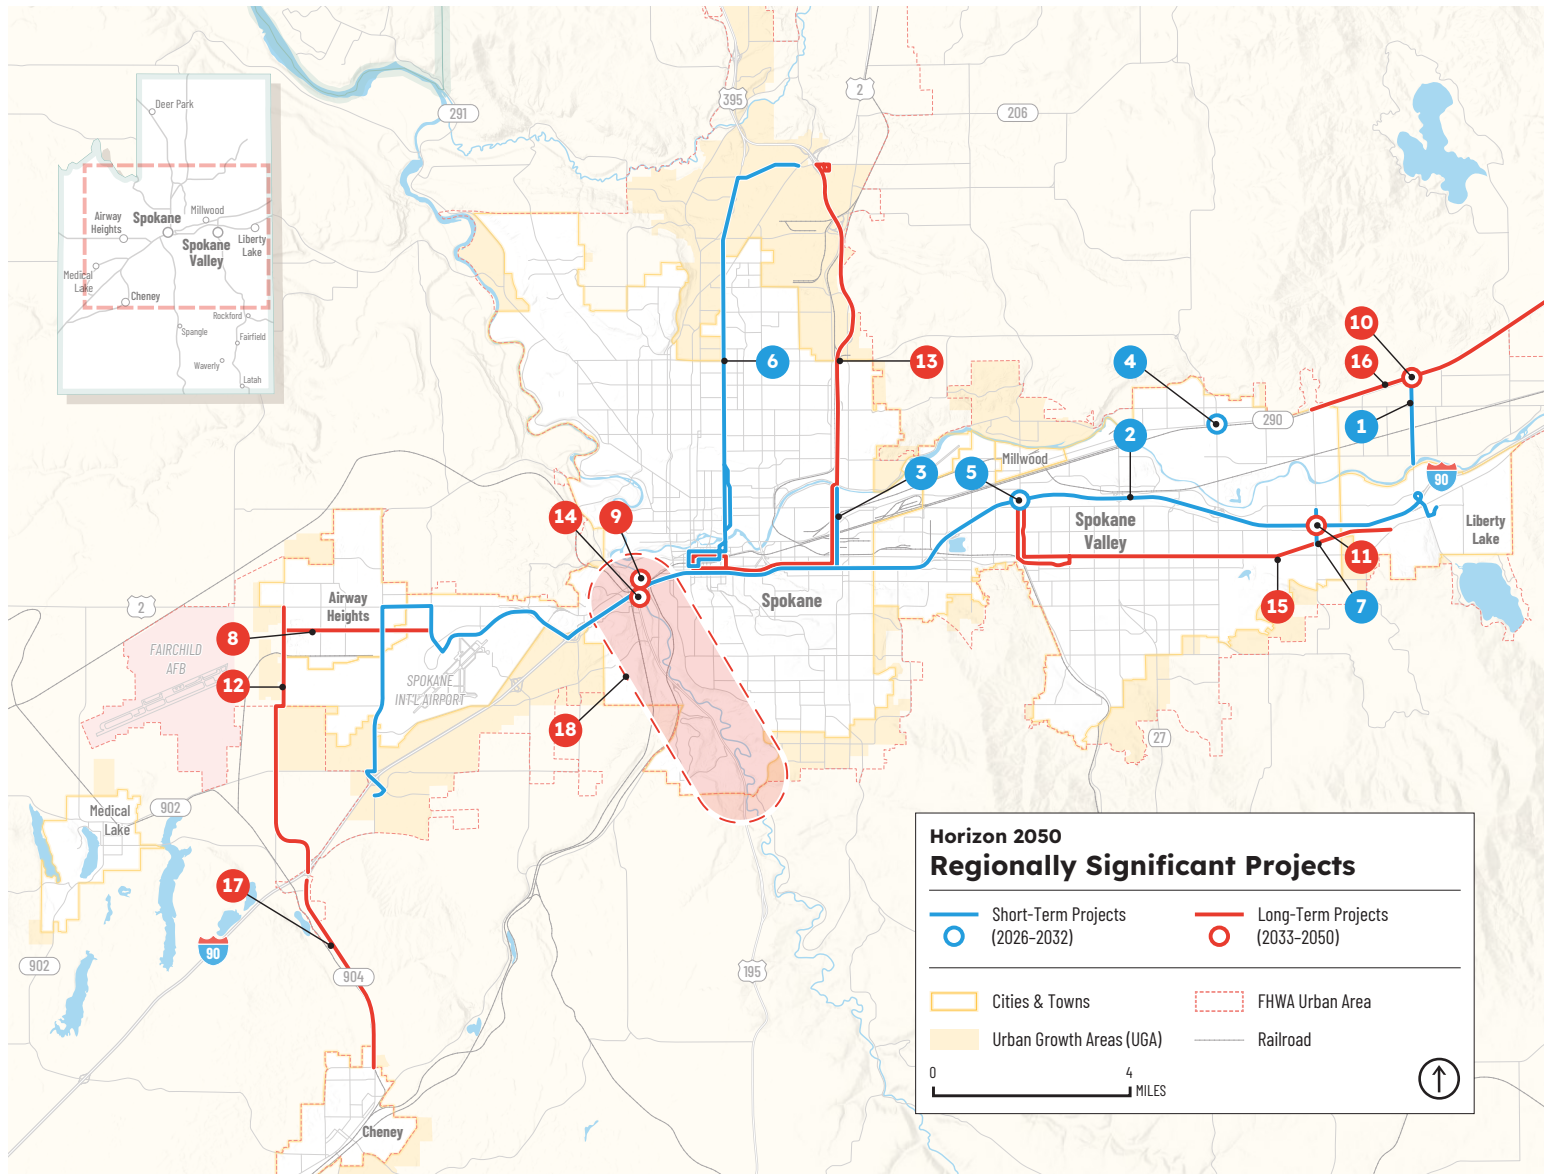 291
395
2
206
Deer Park
Airway
Heights
Spokane
Millwood
Spokane
Valley
Liberty
Lake
Medical
Lake
Cheney
Rockford
Spangle
Fairfield
Waverly
Latah
10
16
6
13
4
1
290
2
Millwood
3
5
90
14
9
Spokane
Valley
Liberty
Lake
11
2
Airway
Heights
Spokane
15
7
8
FAIRCHILD
AFB
12
SPOKANE
INT'L AIRPORT
18
27
Medical
Lake
902
17
90
902
904
195
Cheney
Horizon 2050
Regionally Significant Projects
Short-Term Projects
(2026–2032)
Long-Term Projects
(2033–2050)
Cities & Towns
FHWA Urban Area
Urban Growth Areas (UGA)
Railroad
0 4
MILES